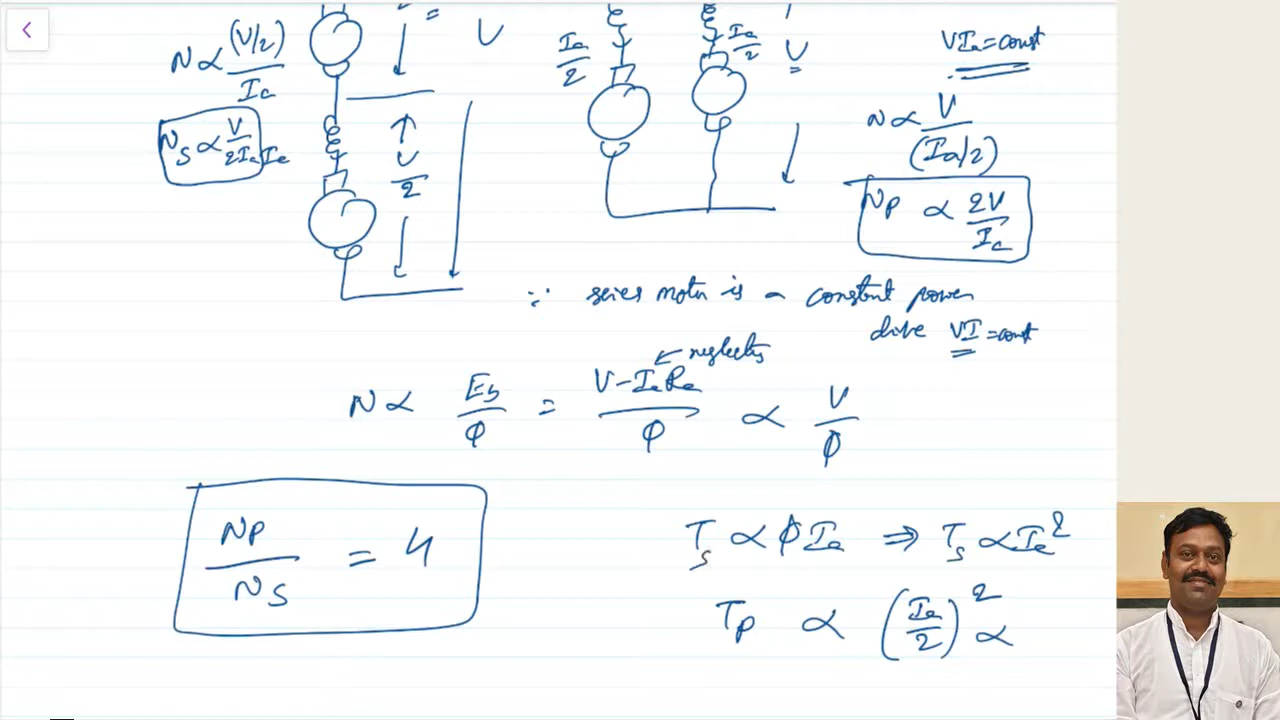 N ∝ (V/2)/Ia
V
Ia/2
Ia/2
V
VIa = const
Ns ∝ V/2Ia Ia
V/2
N ∝ V/(Ia/2)
NP ∝ 2V/Ia
∵ series motor is a constant power
drive VI = const
← neglecting
N ∝ Eb/φ = V-IaRa/φ ∝ V/φ
NP/NS = 4
Ts ∝ φIa ⇒ Ts ∝ Ia²
TP ∝ (Ia/2)² ∝